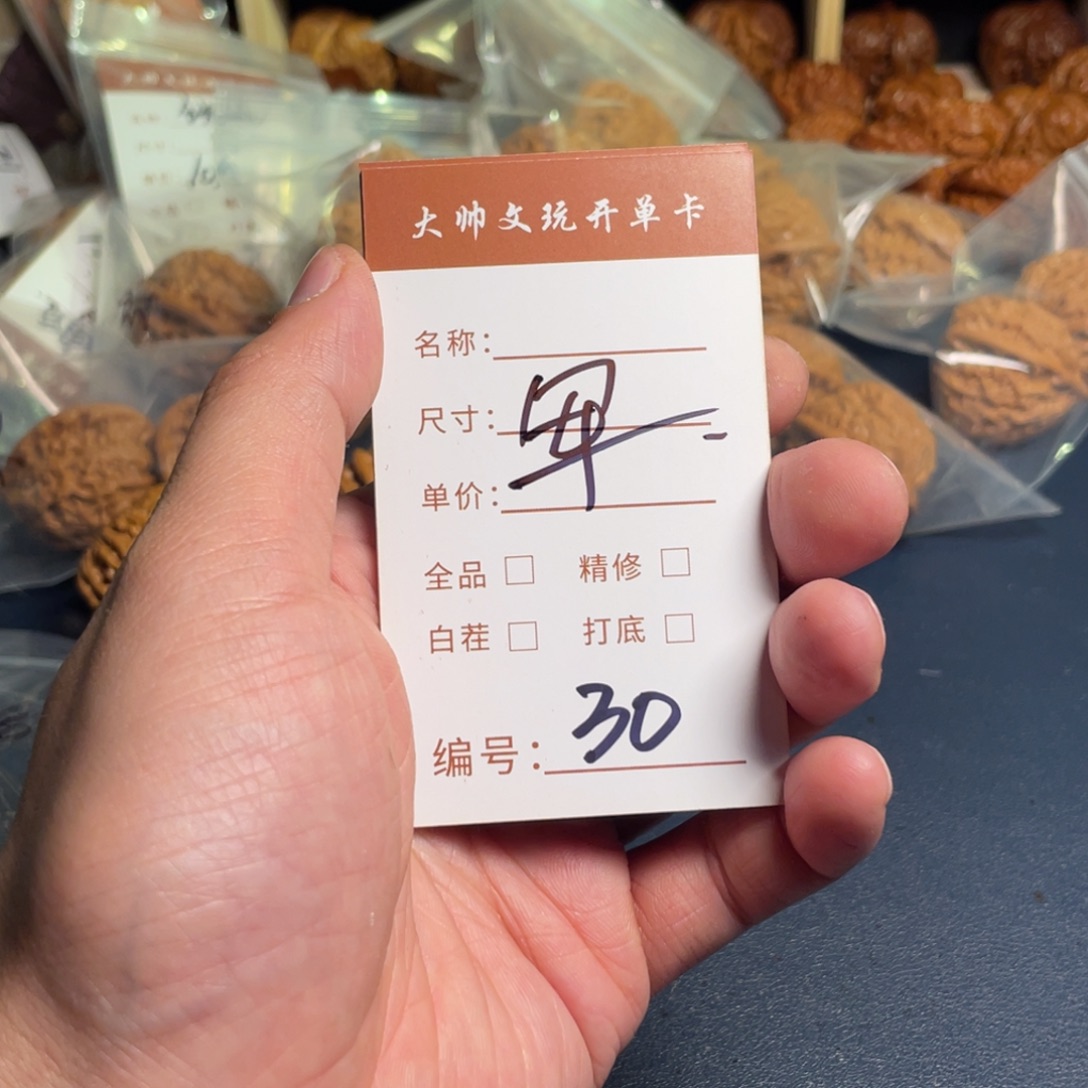 大帅文玩开单卡
名称：
尺寸：
单价：
全品 □ 精修 □
白茬 □ 打底 □
编号： 30